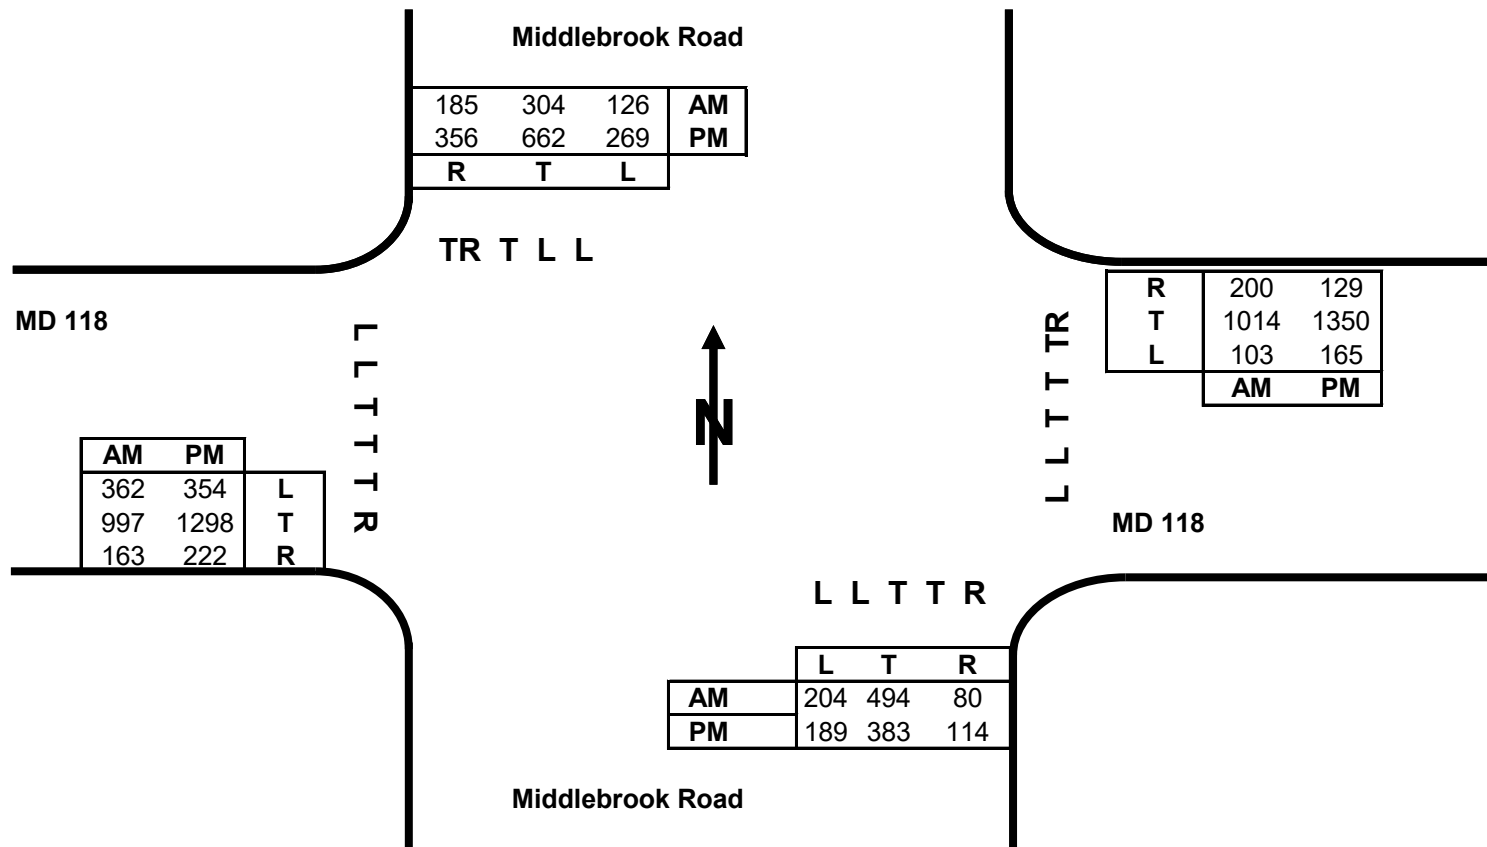 Middlebrook Road
185 304 126 AM
356 662 269 PM
R T L
TR T L L
MD 118
L L T T T R
AM PM
362 354 L
997 1298 T
163 222 R
N
L L T T TR
R 200 129
T 1014 1350
L 103 165
AM PM
MD 118
L L T T R
L T R
AM 204 494 80
PM 189 383 114
Middlebrook Road